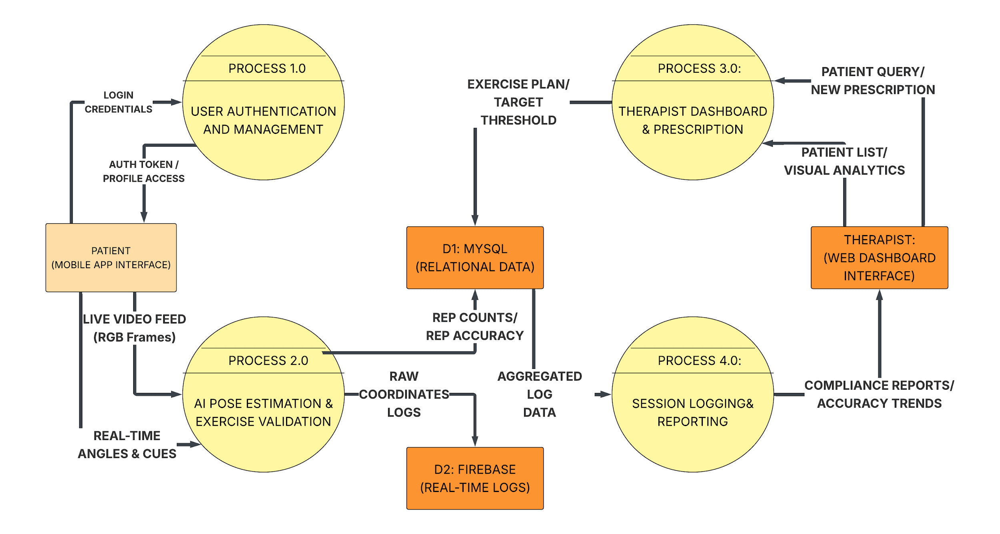 PROCESS 1.0
USER AUTHENTICATION
AND MANAGEMENT
LOGIN
CREDENTIALS
AUTH TOKEN /
PROFILE ACCESS
PATIENT
(MOBILE APP INTERFACE)
LIVE VIDEO FEED
(RGB Frames)
REAL-TIME
ANGLES & CUES
PROCESS 2.0
AI POSE ESTIMATION &
EXERCISE VALIDATION
EXERCISE PLAN/
TARGET
THRESHOLD
D1: MYSQL
(RELATIONAL DATA)
REP COUNTS/
REP ACCURACY
RAW
COORDINATES
LOGS
D2: FIREBASE
(REAL-TIME LOGS)
AGGREGATED
LOG
DATA
PROCESS 3.0:
THERAPIST DASHBOARD
& PRESCRIPTION
PATIENT QUERY/
NEW PRESCRIPTION
PATIENT LIST/
VISUAL ANALYTICS
THERAPIST:
(WEB DASHBOARD
INTERFACE)
PROCESS 4.0:
SESSION LOGGING&
REPORTING
COMPLIANCE REPORTS/
ACCURACY TRENDS